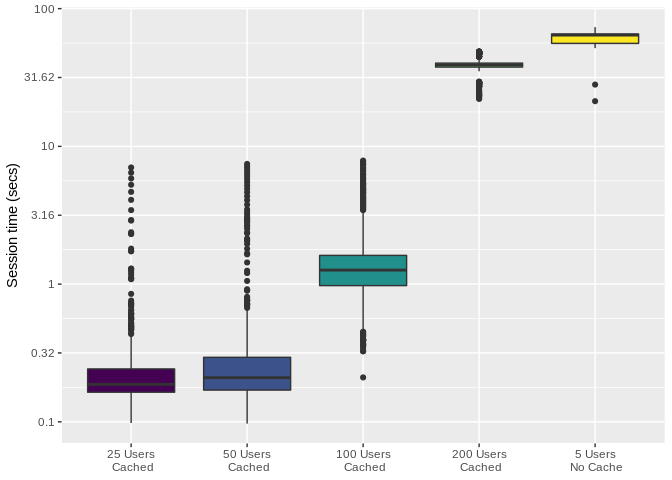 100
31.62
10
3.16
1
0.32
0.1
Session time (secs)
25 Users
Cached
50 Users
Cached
100 Users
Cached
200 Users
Cached
5 Users
No Cache